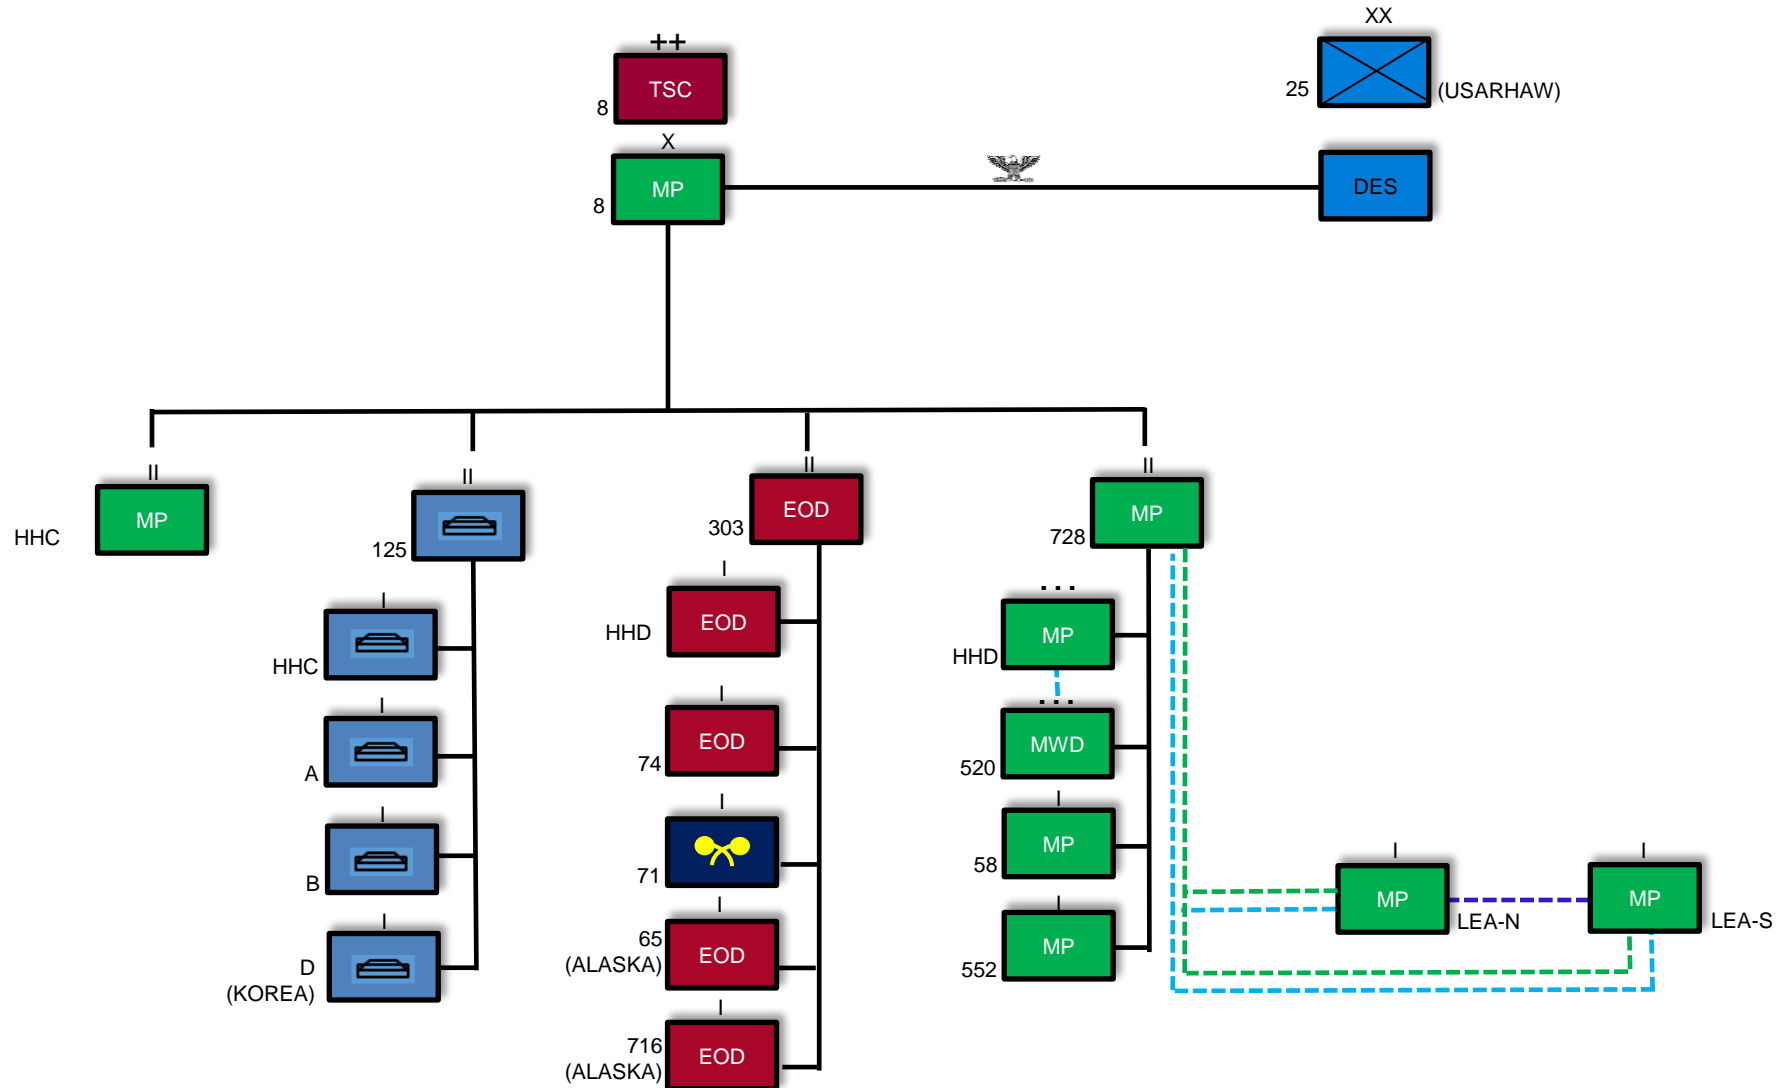 ++
TSC
8
X
MP
8
XX
25
(USARHAW)
DES
II
MP
HHC
II
125
I
HHC
I
A
I
B
I
D
(KOREA)
II
EOD
303
I
EOD
HHD
I
EOD
74
I
71
I
EOD
65
(ALASKA)
I
EOD
716
(ALASKA)
II
MP
728
...
MP
HHD
...
MWD
520
I
MP
58
I
MP
552
I
MP
LEA-N
I
MP
LEA-S